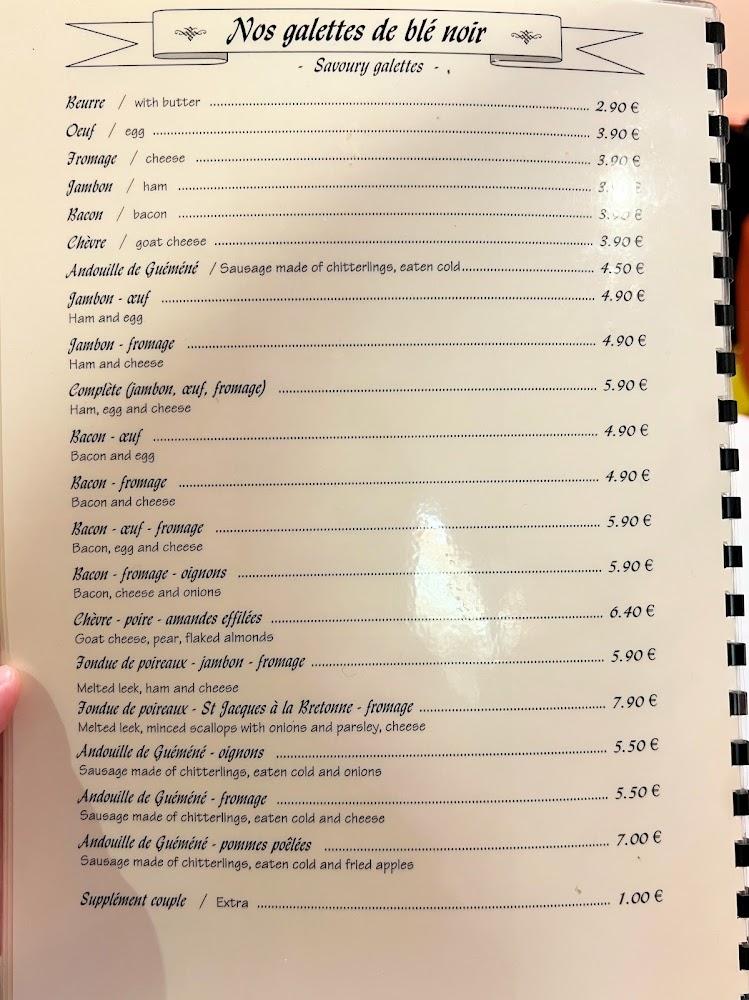 Nos galettes de blé noir
- Savoury galettes -
Beurre / with butter 2.90 €
Oeuf / egg 3.90 €
Fromage / cheese 3.90 €
Jambon / ham
Bacon / bacon 3.90 €
Chèvre / goat cheese 3.90 €
Andouille de Guéméné / Sausage made of chitterlings, eaten cold 4.50 €
Jambon - œuf 4.90 €
Ham and egg
Jambon - fromage 4.90 €
Ham and cheese
Complète (jambon, œuf, fromage) 5.90 €
Ham, egg and cheese
Bacon - œuf 4.90 €
Bacon and egg
Bacon - fromage 4.90 €
Bacon and cheese
Bacon - œuf - fromage 5.90 €
Bacon, egg and cheese
Bacon - fromage - oignons 5.90 €
Bacon, cheese and onions
Chèvre - poire - amandes effilées 6.40 €
Goat cheese, pear, flaked almonds
Fondue de poireaux - jambon - fromage 5.90 €
Melted leek, ham and cheese
Fondue de poireaux - St Jacques à la Bretonne - fromage 7.90 €
Melted leek, minced scallops with onions and parsley, cheese
Andouille de Guéméné - oignons 5.50 €
Sausage made of chitterlings, eaten cold and onions
Andouille de Guéméné - fromage 5.50 €
Sausage made of chitterlings, eaten cold and cheese
Andouille de Guéméné - pommes poêlées 7.00 €
Sausage made of chitterlings, eaten cold and fried apples
Supplément couple / Extra 1.00 €